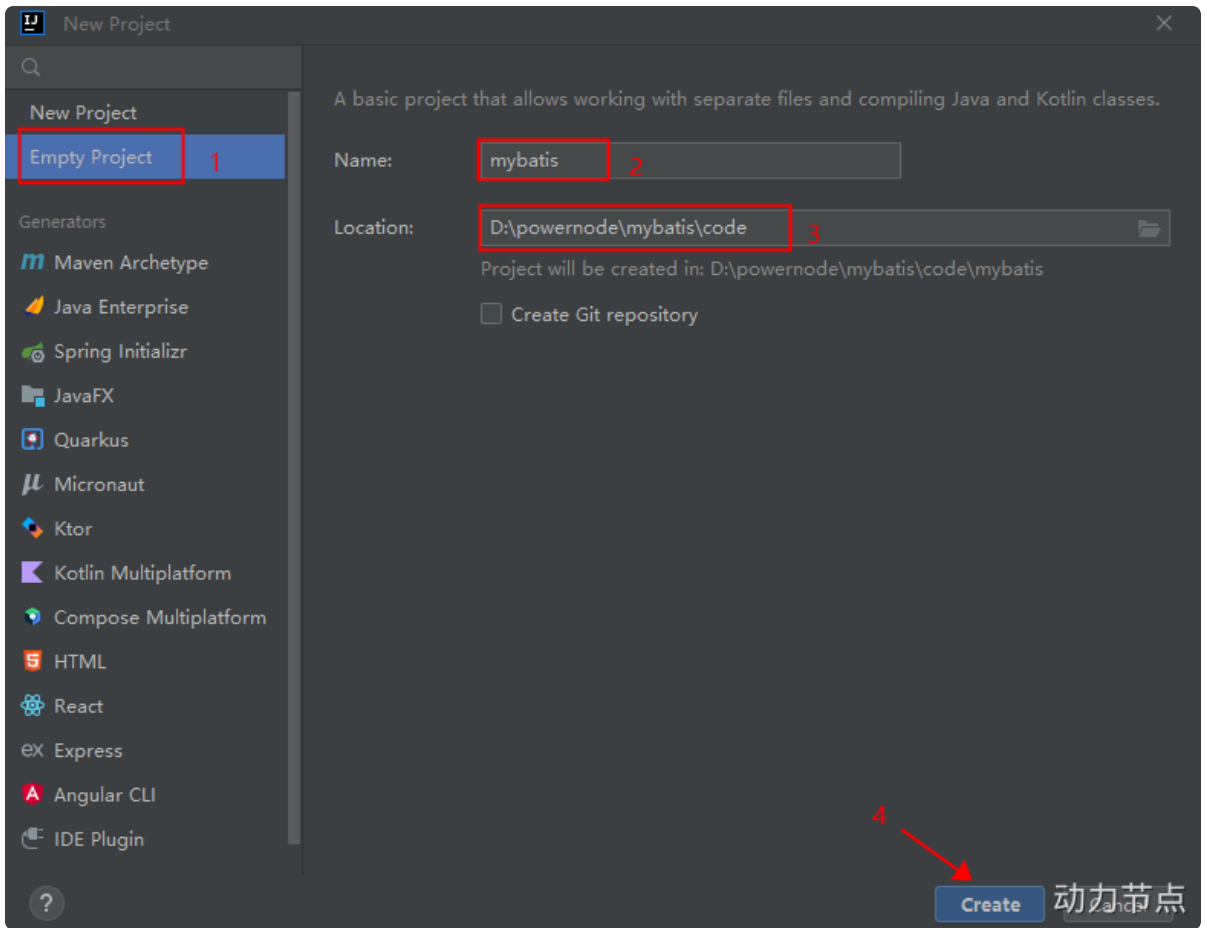 New Project
A basic project that allows working with separate files and compiling Java and Kotlin classes.
New Project
Empty Project 1
Name: mybatis 2
Generators
Location: D:\powernode\mybatis\code 3
Project will be created in: D:\powernode\mybatis\code\mybatis
Create Git repository
Maven Archetype
Java Enterprise
Spring Initializr
JavaFX
Quarkus
Micronaut
Ktor
Kotlin Multiplatform
Compose Multiplatform
HTML
React
ex Express
Angular CLI
IDE Plugin
4
?
Create
Cancel
动力节点